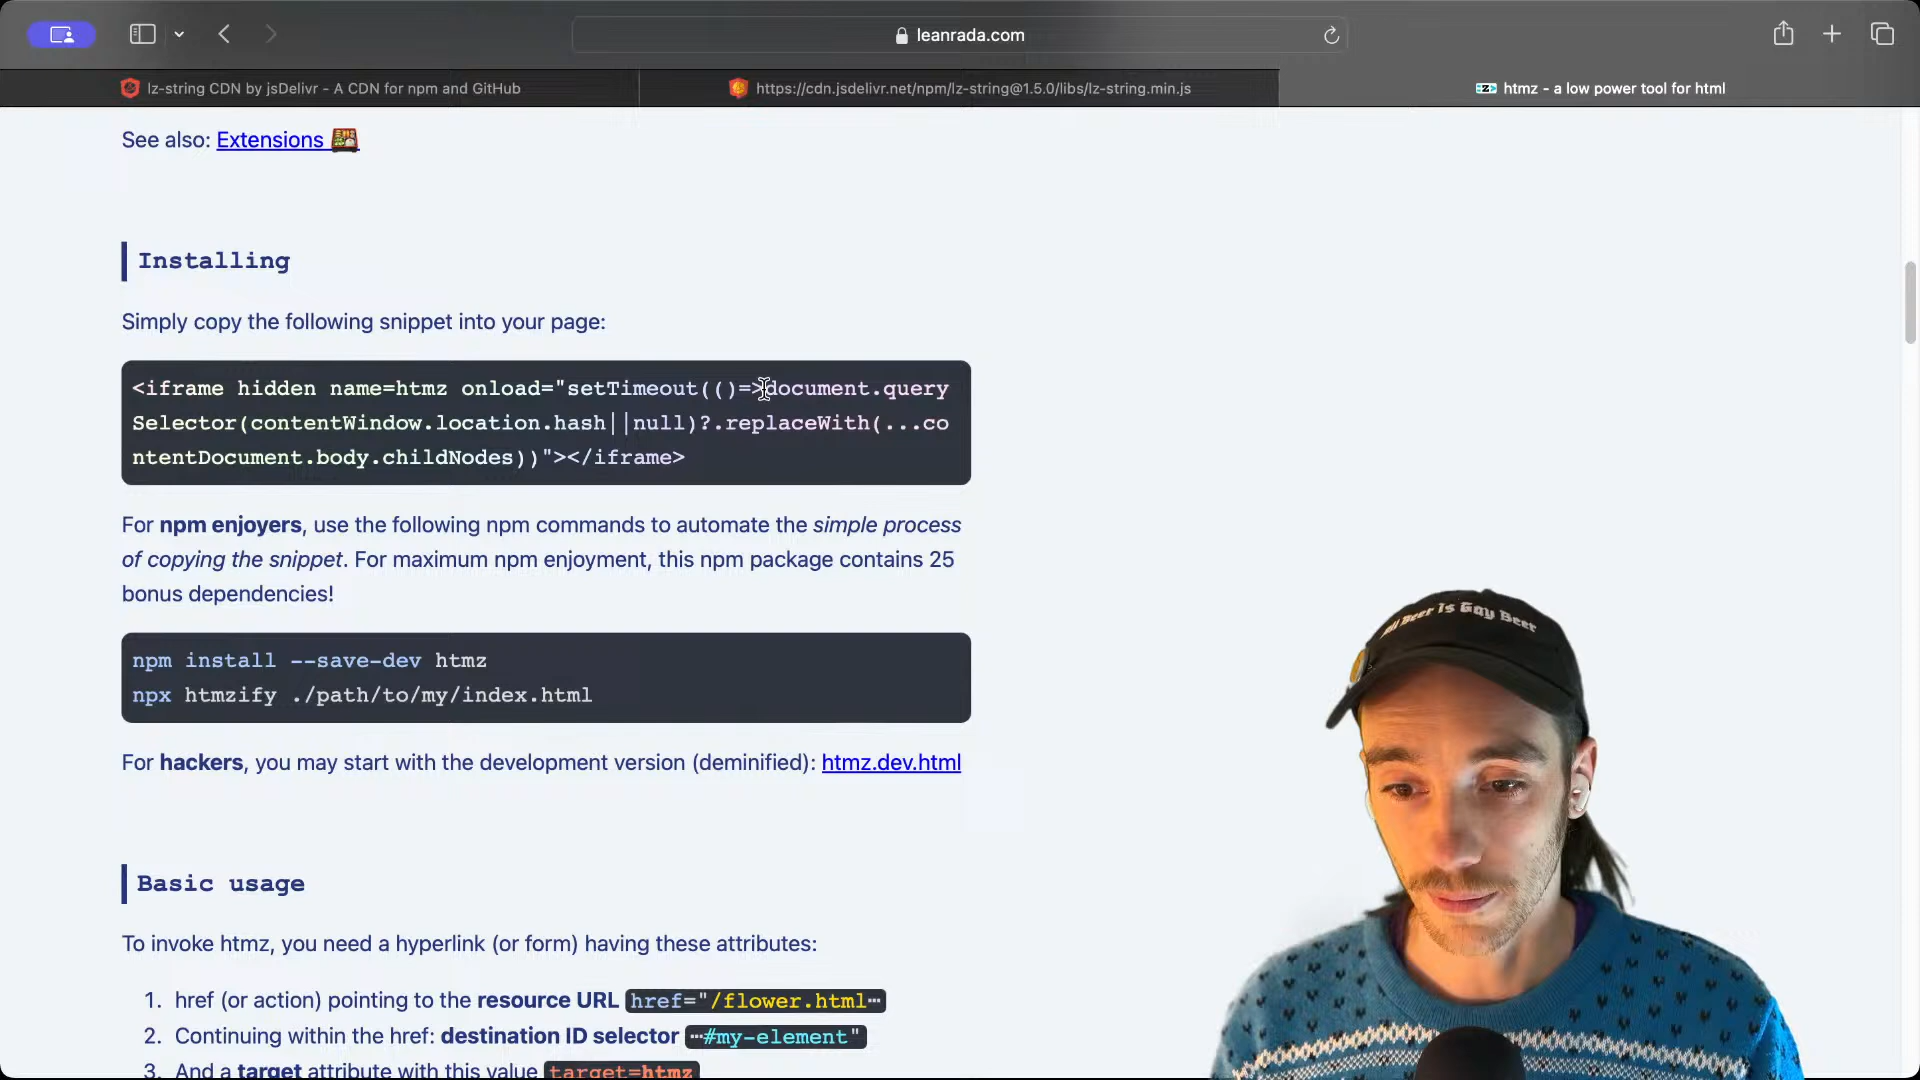 leanrada.com
lz-string CDN by jsDelivr - A CDN for npm and GitHub
https://cdn.jsdelivr.net/npm/lz-string@1.5.0/libs/lz-string.min.js
htmz - a low power tool for html
See also: Extensions
Installing
Simply copy the following snippet into your page:
<iframe hidden name=htmz onload="setTimeout(()=>document.query
Selector(contentWindow.location.hash||null)?.replaceWith(...co
ntentDocument.body.childNodes))"></iframe>
For npm enjoyers, use the following npm commands to automate the simple process
of copying the snippet. For maximum npm enjoyment, this npm package contains 25
bonus dependencies!
npm install --save-dev htmz
npx htmzify ./path/to/my/index.html
For hackers, you may start with the development version (deminified): htmz.dev.html
Basic usage
To invoke htmz, you need a hyperlink (or form) having these attributes:
1. href (or action) pointing to the resource URL href="/flower.html⋯
2. Continuing within the href: destination ID selector ⋯#my-element"
3. And a target attribute with this value target=htmz
Beer Is Gay Beer